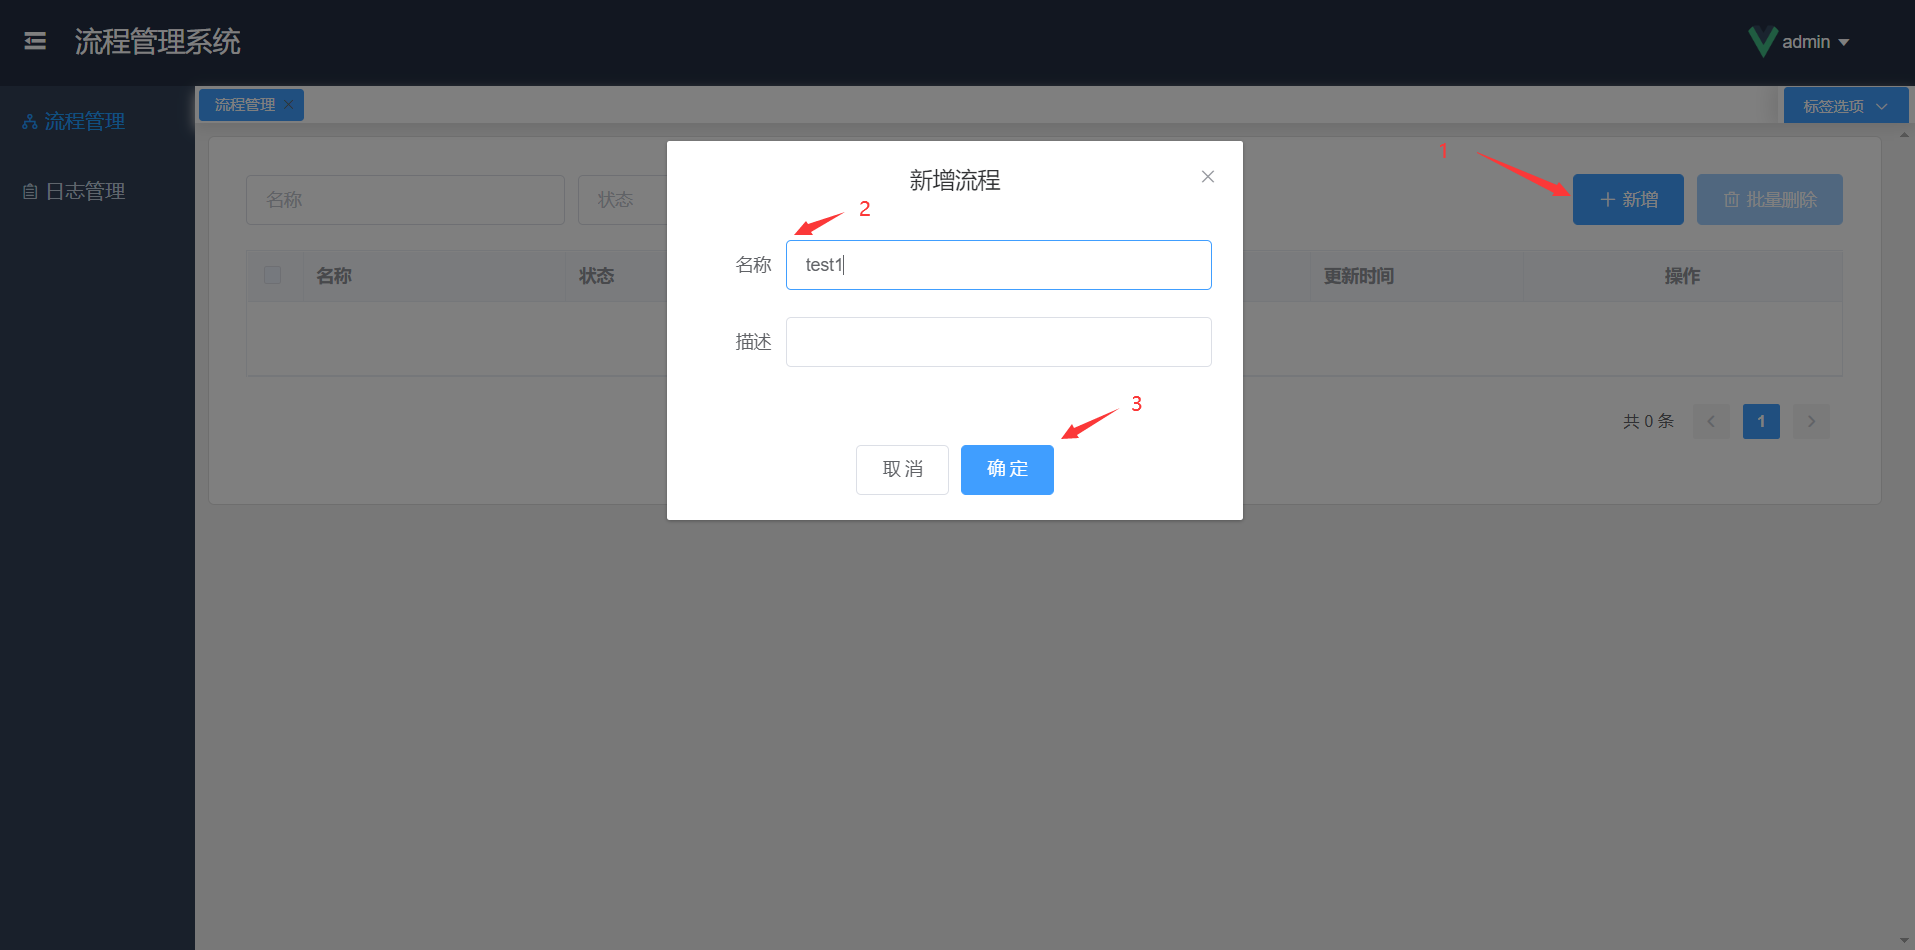 流程管理系统
admin
流程管理
日志管理
流程管理
标签选项
1
名称
状态
新增
批量删除
名称
状态
更新时间
操作
共 0 条
1
新增流程
2
名称
test1
描述
3
取消
确定